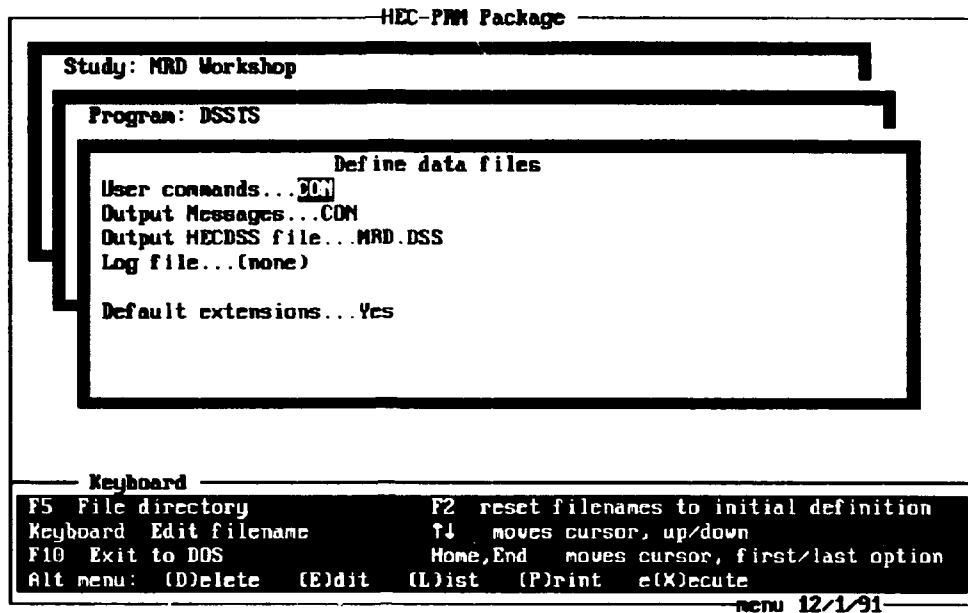 HEC-PRM Package
Study: MRD Workshop
Program: DSSTS
Define data files
User commands...CON
Output Messages...CON
Output HECDSS file...MRD.DSS
Log file...(none)
Default extensions...Yes
Keyboard
F5 File directory F2 reset filenames to initial definition
Keyboard Edit filename ↑↓ moves cursor, up/down
F10 Exit to DOS Home,End moves cursor, first/last option
Alt menu: (D)elete (E)dit (L)ist (P)rint e(X)ecute
menu 12/1/91